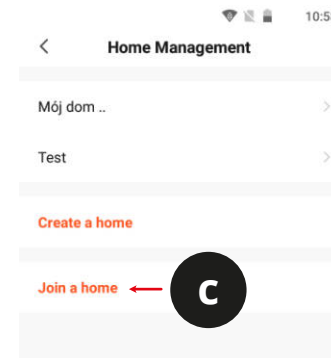 10:5
Home Management
Mój dom ..
Test
Create a home
Join a home
C